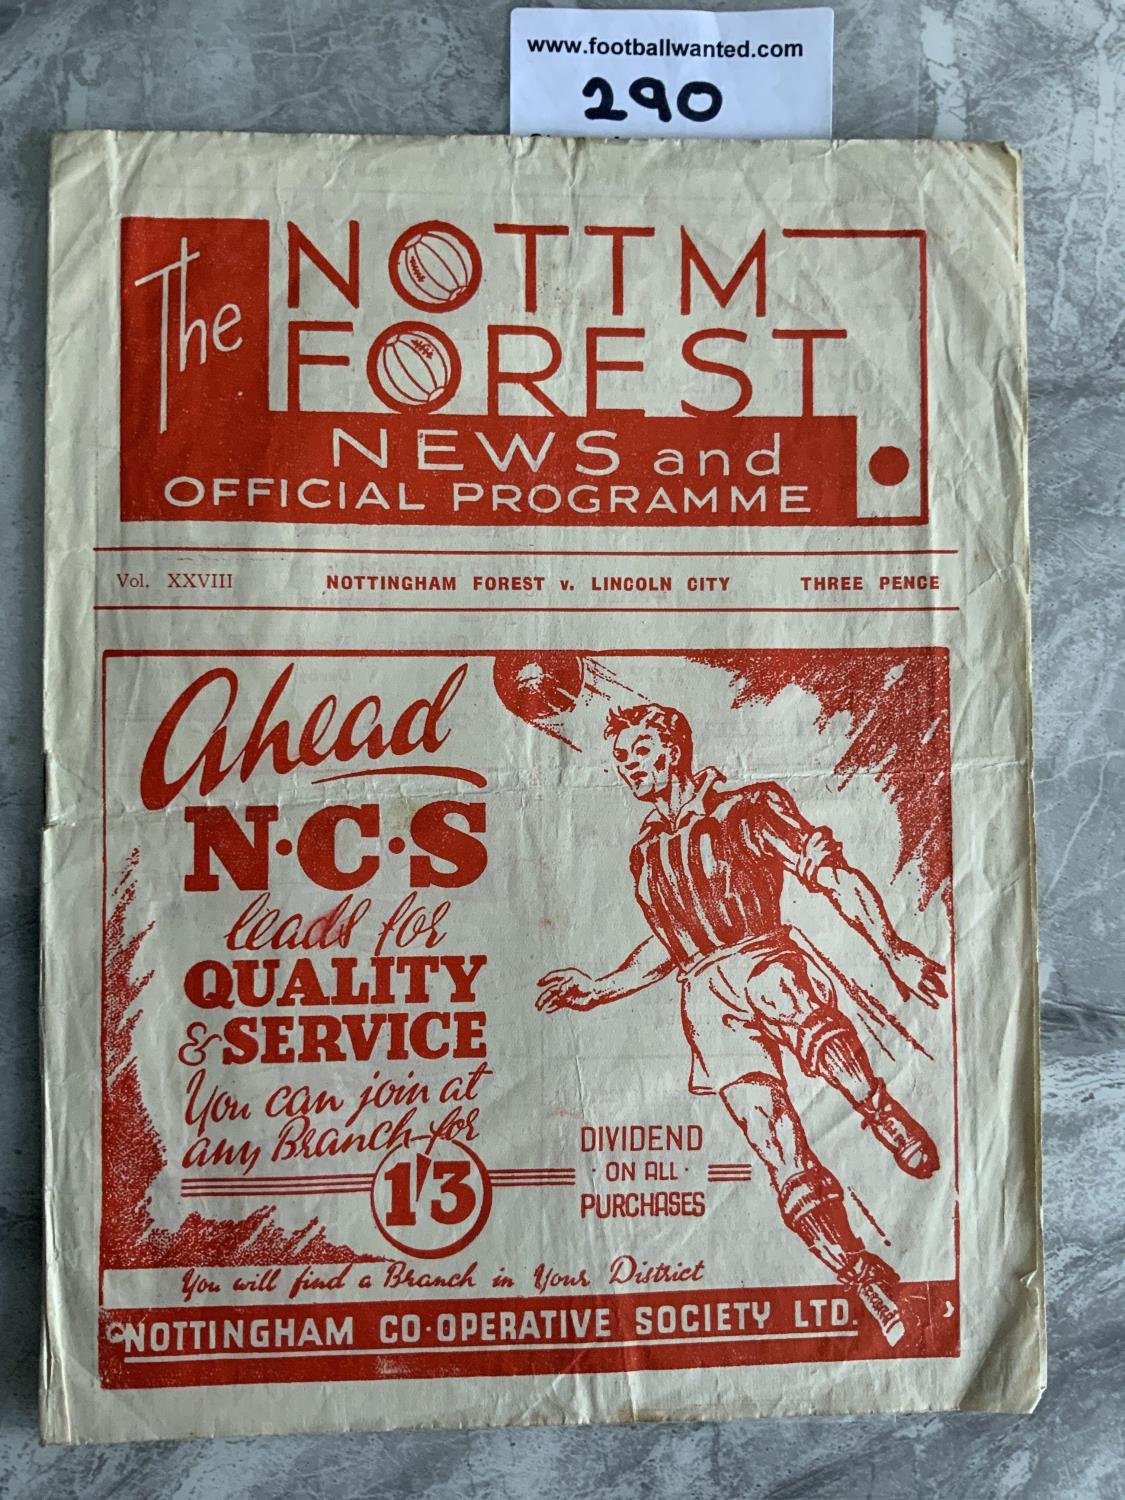 www.footballwanted.com
290
The NOTTM
FOREST
NEWS and
OFFICIAL PROGRAMME
Vol. XXVIII NOTTINGHAM FOREST v. LINCOLN CITY THREE PENCE
Ahead
N·C·S
leads for
QUALITY
& SERVICE
You can join at
any Branch for
1'3
DIVIDEND
· ON ALL ·
PURCHASES
You will find a Branch in Your District
NOTTINGHAM CO-OPERATIVE SOCIETY LTD.